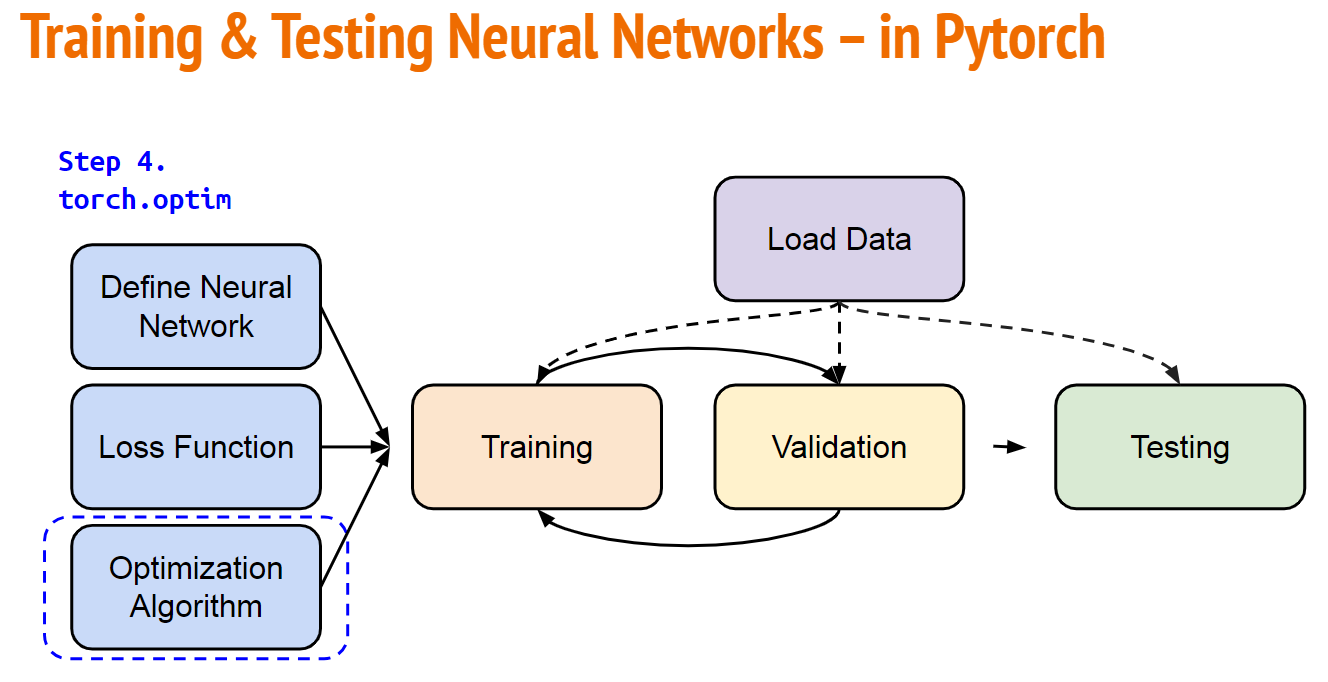 Training & Testing Neural Networks – in Pytorch
Step 4.
torch.optim
Load Data
Define Neural
Network
Loss Function
Training
Validation
Testing
Optimization
Algorithm